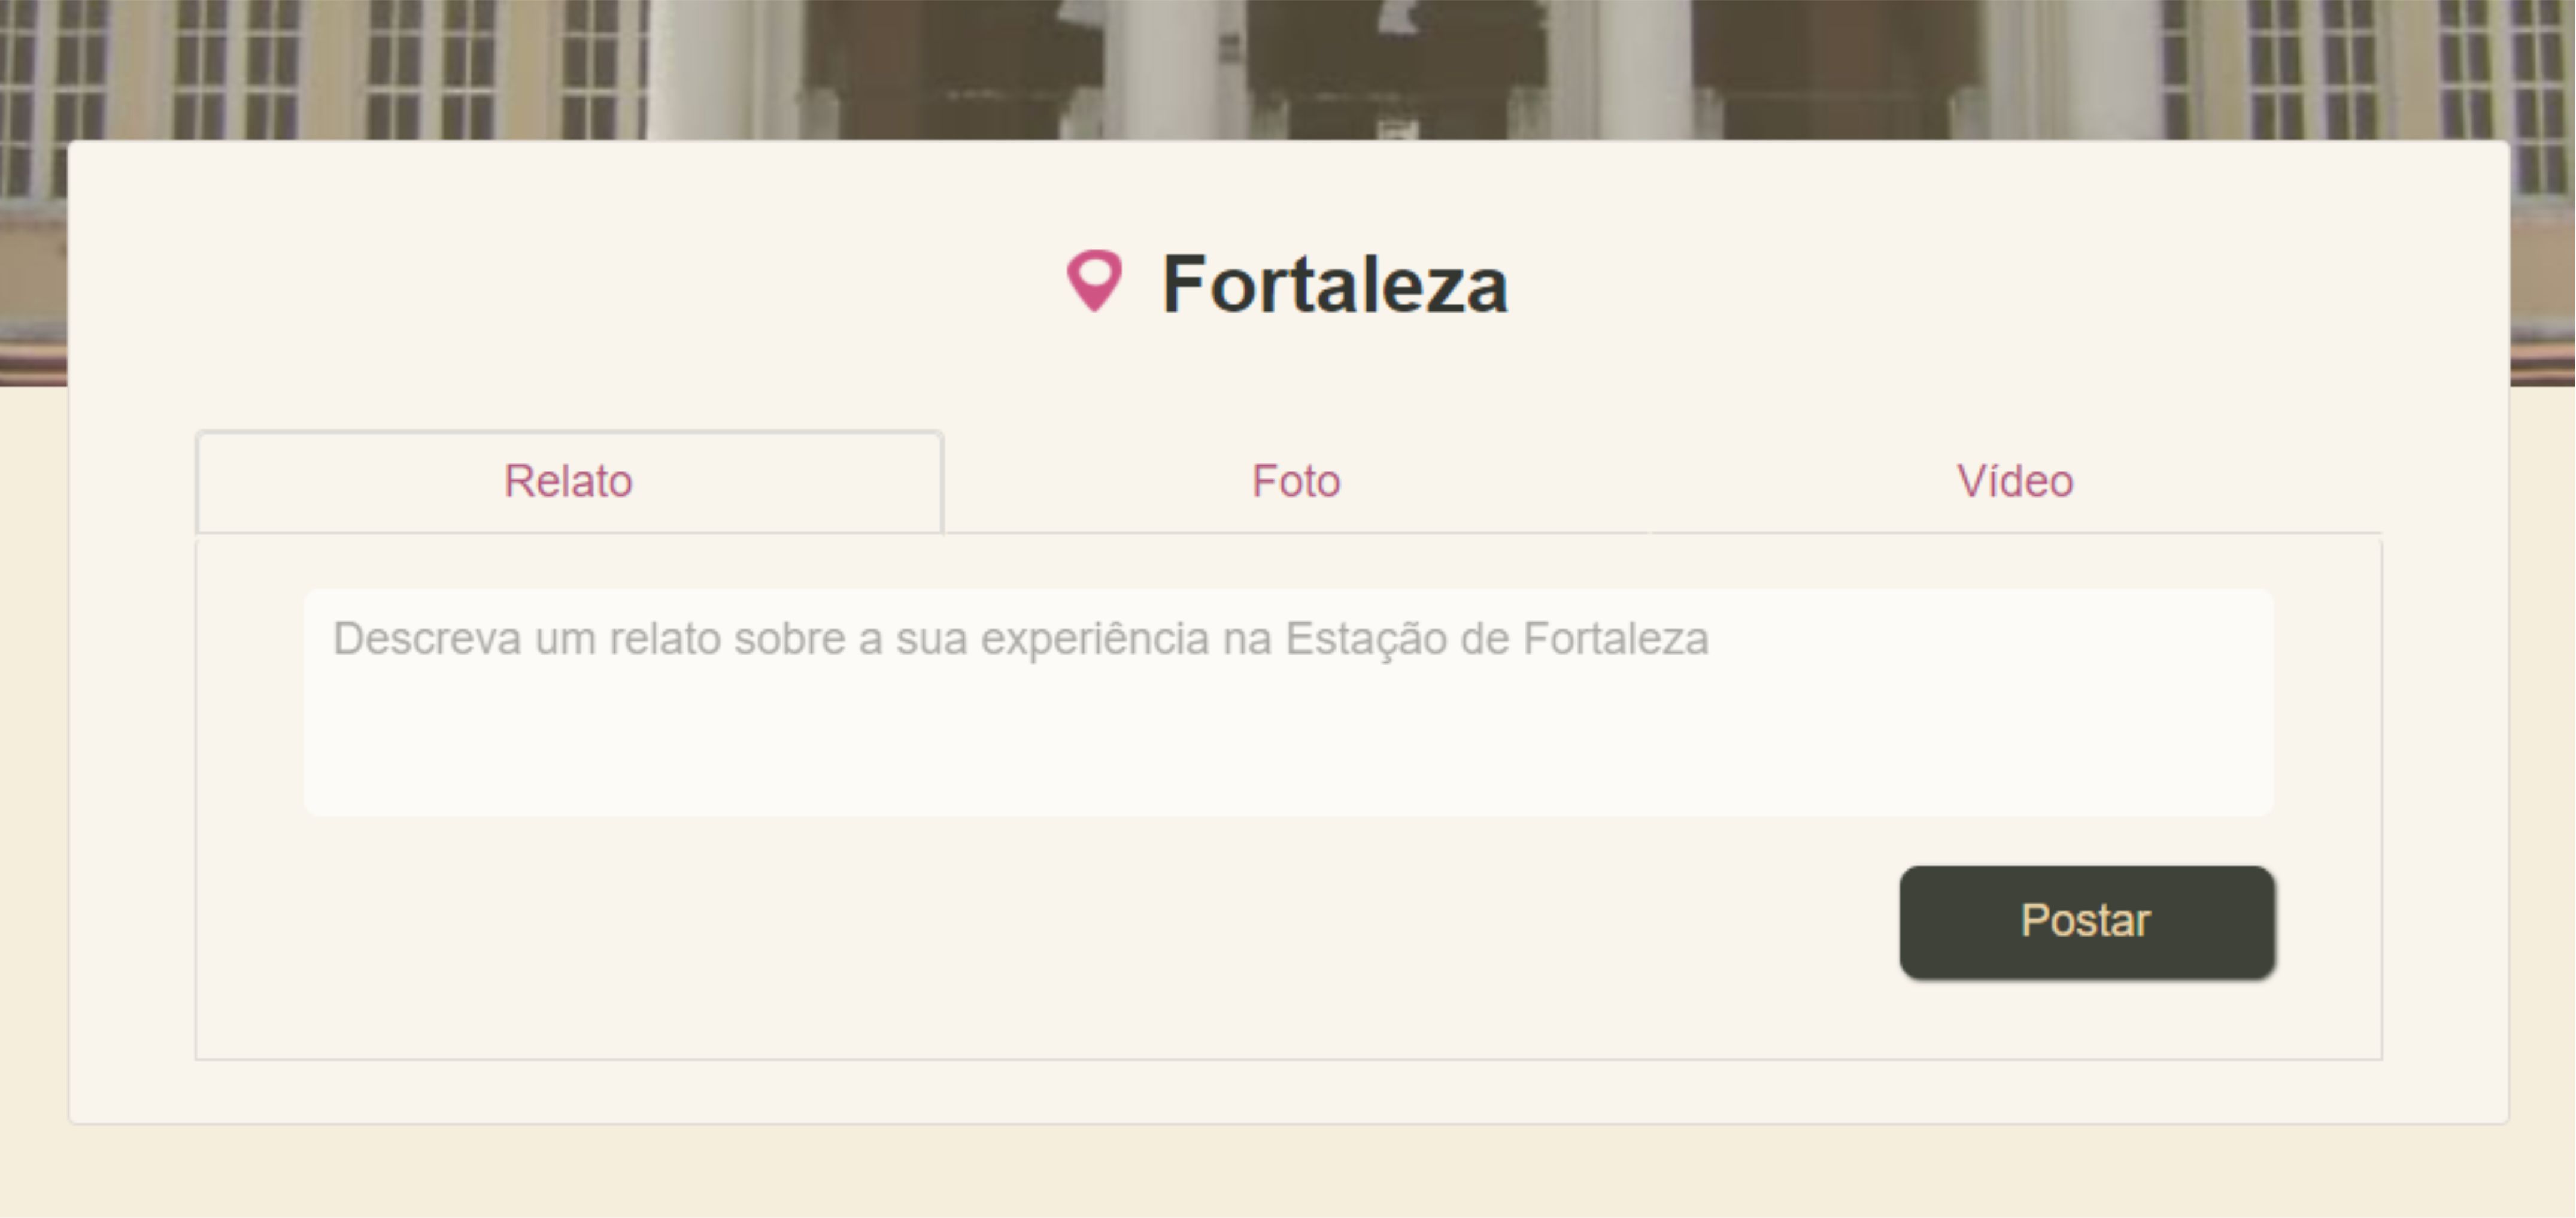 Fortaleza
Relato
Foto
Vídeo
Descreva um relato sobre a sua experiência na Estação de Fortaleza
Postar